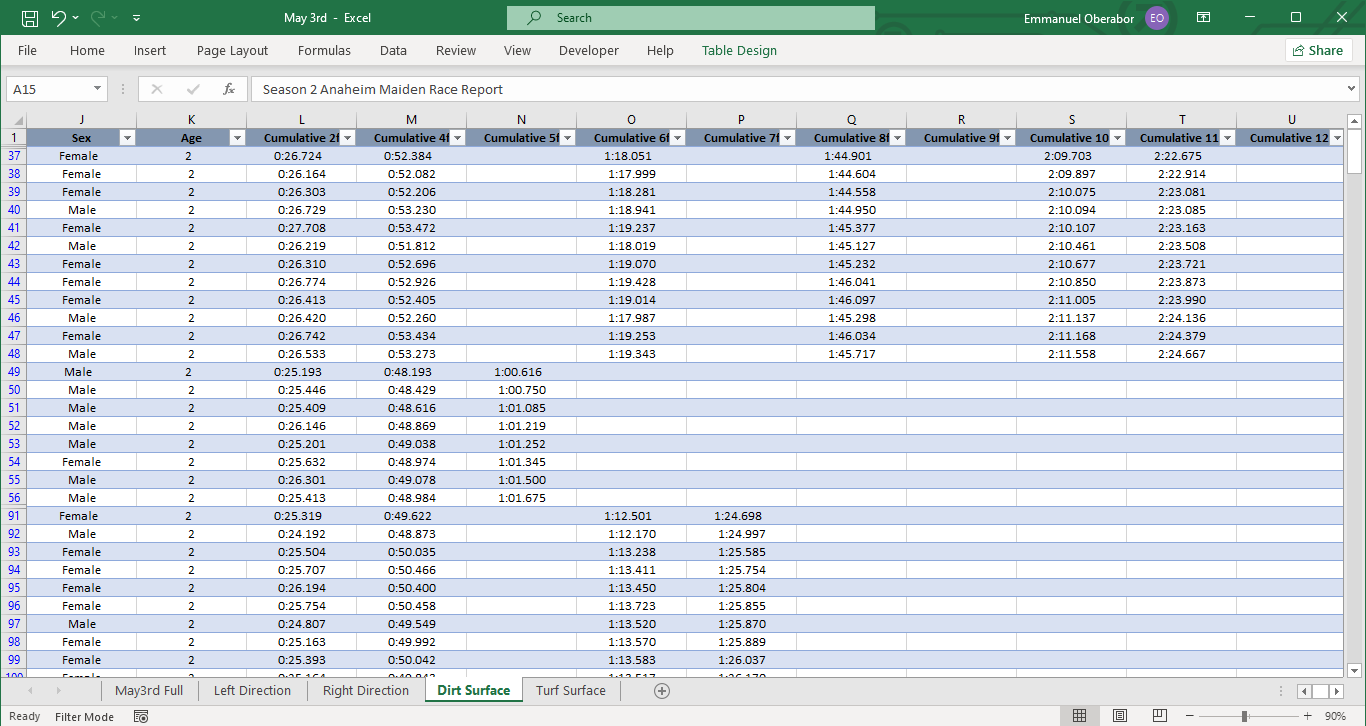 May 3rd - Excel
Search
Emmanuel Oberabor EO
File Home Insert Page Layout Formulas Data Review View Developer Help Table Design Share
A15 fx Season 2 Anaheim Maiden Race Report
J K L M N O P Q R S T U
1 Sex Age Cumulative 2f Cumulative 4f Cumulative 5f Cumulative 6f Cumulative 7f Cumulative 8f Cumulative 9f Cumulative 10 Cumulative 11 Cumulative 12
37 Female 2 0:26.724 0:52.384 1:18.051 1:44.901 2:09.703 2:22.675
38 Female 2 0:26.164 0:52.082 1:17.999 1:44.604 2:09.897 2:22.914
39 Female 2 0:26.303 0:52.206 1:18.281 1:44.558 2:10.075 2:23.081
40 Male 2 0:26.729 0:53.230 1:18.941 1:44.950 2:10.094 2:23.085
41 Female 2 0:27.708 0:53.472 1:19.237 1:45.377 2:10.107 2:23.163
42 Male 2 0:26.219 0:51.812 1:18.019 1:45.127 2:10.461 2:23.508
43 Female 2 0:26.310 0:52.696 1:19.070 1:45.232 2:10.677 2:23.721
44 Female 2 0:26.774 0:52.926 1:19.428 1:46.041 2:10.850 2:23.873
45 Female 2 0:26.413 0:52.405 1:19.014 1:46.097 2:11.005 2:23.990
46 Male 2 0:26.420 0:52.260 1:17.987 1:45.298 2:11.137 2:24.136
47 Female 2 0:26.742 0:53.434 1:19.253 1:46.034 2:11.168 2:24.379
48 Male 2 0:26.533 0:53.273 1:19.343 1:45.717 2:11.558 2:24.667
49 Male 2 0:25.193 0:48.193 1:00.616
50 Male 2 0:25.446 0:48.429 1:00.750
51 Male 2 0:25.409 0:48.616 1:01.085
52 Male 2 0:26.146 0:48.869 1:01.219
53 Male 2 0:25.201 0:49.038 1:01.252
54 Female 2 0:25.632 0:48.974 1:01.345
55 Male 2 0:26.301 0:49.078 1:01.500
56 Male 2 0:25.413 0:48.984 1:01.675
91 Female 2 0:25.319 0:49.622 1:12.501 1:24.698
92 Male 2 0:24.192 0:48.873 1:12.170 1:24.997
93 Female 2 0:25.504 0:50.035 1:13.238 1:25.585
94 Female 2 0:25.707 0:50.466 1:13.411 1:25.754
95 Female 2 0:26.194 0:50.400 1:13.450 1:25.804
96 Female 2 0:25.754 0:50.458 1:13.723 1:25.855
97 Male 2 0:24.807 0:49.549 1:13.520 1:25.870
98 Female 2 0:25.163 0:49.992 1:13.570 1:25.889
99 Female 2 0:25.393 0:50.042 1:13.583 1:26.037
May3rd Full Left Direction Right Direction Dirt Surface Turf Surface
Ready Filter Mode 90%